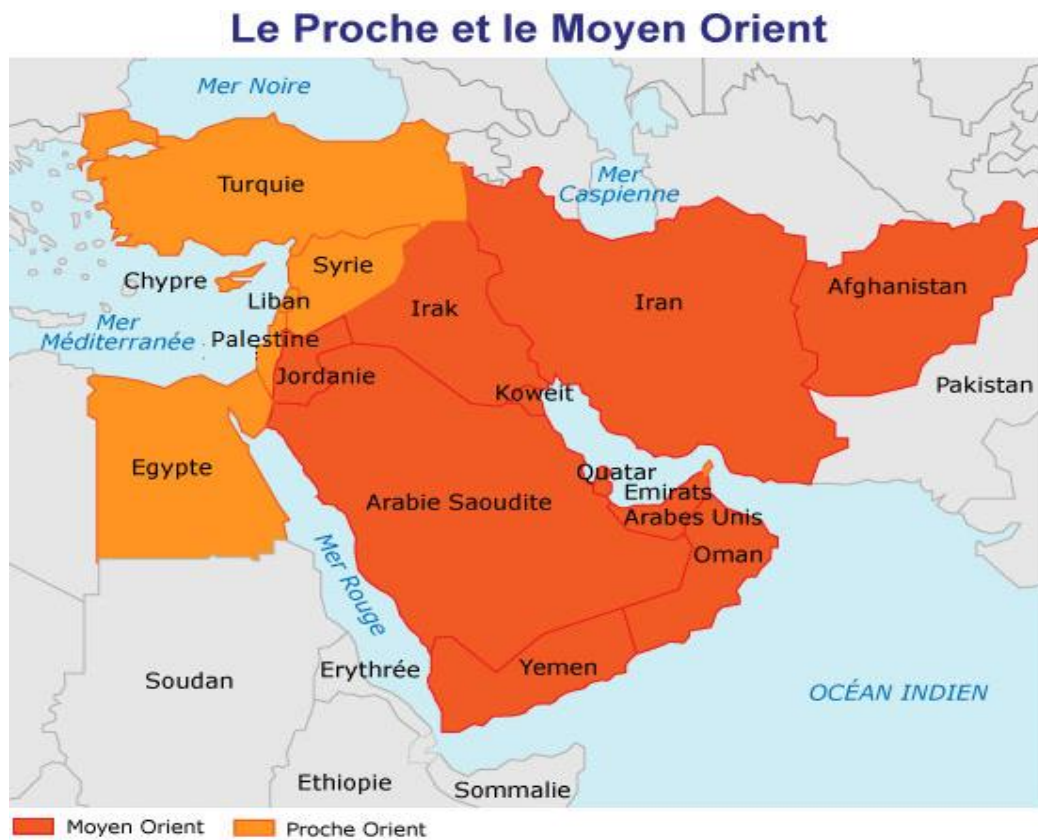 Le Proche et le Moyen Orient
Mer Noire
Mer
Caspienne
Turquie
Chypre
Syrie
Liban
Irak
Iran
Afghanistan
Mer
Méditerranée
Palestine
Jordanie
Koweit
Pakistan
Egypte
Arabie Saoudite
Quatar
Emirats
Arabes Unis
Oman
Mer Rouge
Soudan
Erythrée
Yemen
OCÉAN INDIEN
Ethiopie
Sommalie
Moyen Orient
Proche Orient